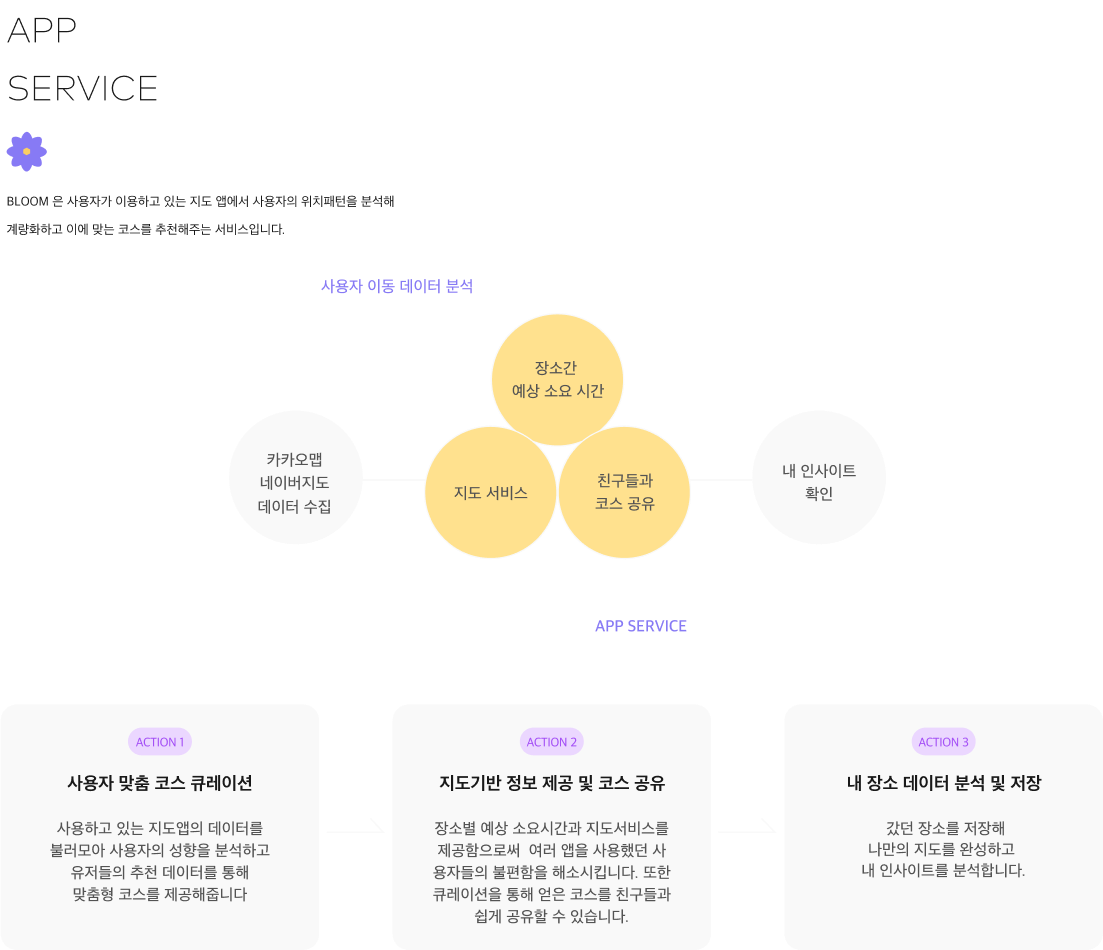 APP
SERVICE
BLOOM 은 사용자가 이용하고 있는 지도 앱에서 사용자의 위치패턴을 분석해
계량화하고 이에 맞는 코스를 추천해주는 서비스입니다.
사용자 이동 데이터 분석
장소간
예상 소요 시간
카카오맵
네이버지도
데이터 수집
지도 서비스
친구들과
코스 공유
내 인사이트
확인
APP SERVICE
ACTION 1
사용자 맞춤 코스 큐레이션
사용하고 있는 지도앱의 데이터를
불러모아 사용자의 성향을 분석하고
유저들의 추천 데이터를 통해
맞춤형 코스를 제공해줍니다
ACTION 2
지도기반 정보 제공 및 코스 공유
장소별 예상 소요시간과 지도서비스를
제공함으로써  여러 앱을 사용했던 사
용자들의 불편함을 해소시킵니다. 또한
큐레이션을 통해 얻은 코스를 친구들과
쉽게 공유할 수 있습니다.
ACTION 3
내 장소 데이터 분석 및 저장
갔던 장소를 저장해
나만의 지도를 완성하고
내 인사이트를 분석합니다.